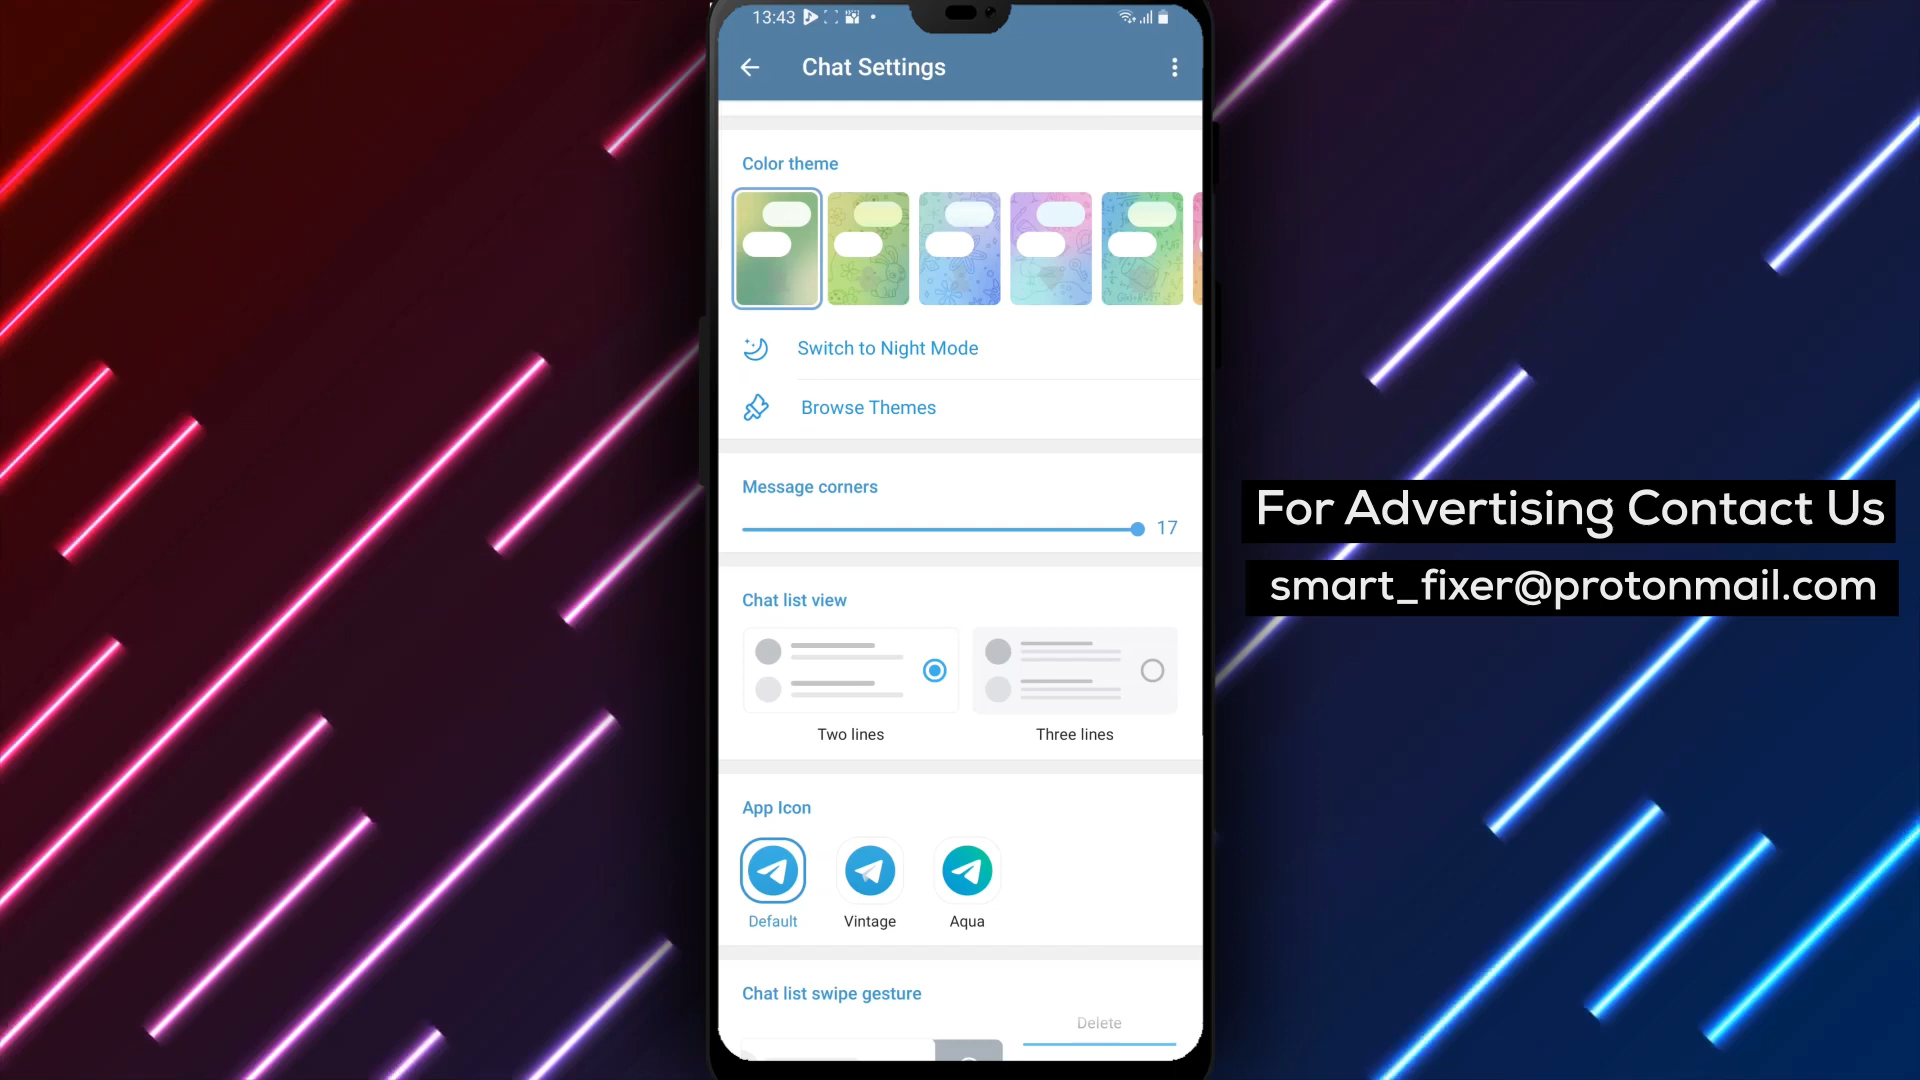 13:43
Chat Settings
Color theme
Switch to Night Mode
Browse Themes
Message corners
17
Chat list view
Two lines
Three lines
App Icon
Default
Vintage
Aqua
Chat list swipe gesture
Delete
For Advertising Contact Us
smart_fixer@protonmail.com